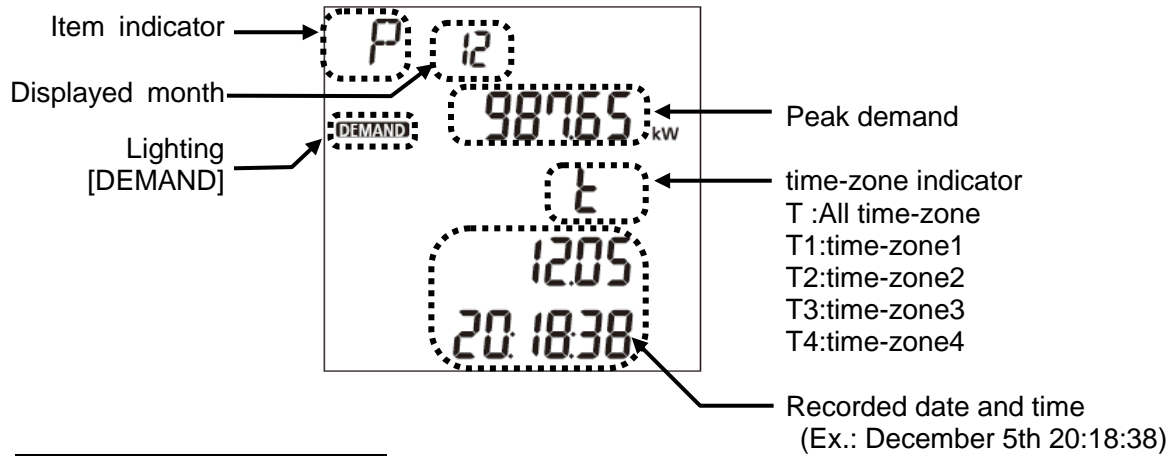 Item indicator
P 12
Displayed month
987.65 kW
Peak demand
DEMAND
Lighting
[DEMAND]
t
time-zone indicator
T :All time-zone
T1:time-zone1
T2:time-zone2
T3:time-zone3
T4:time-zone4
12.05
20:18:38
Recorded date and time
(Ex.: December 5th 20:18:38)